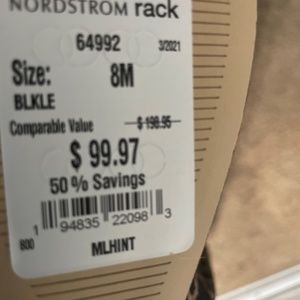 NORDSTROM rack
64992 3/2021
Size: 8M
BLKLE
Comparable Value $ 198.95
$ 99.97
50% Savings
1 94835 22098 3
800
MLHINT